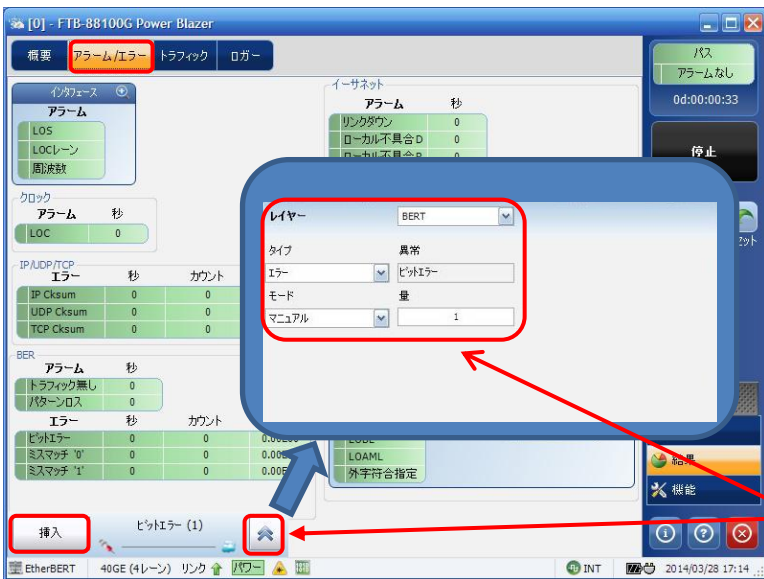 [0] - FTB-88100G Power Blazer
概要 アラーム/エラー トラフィック ロガー
パス
アラームなし
0d:00:00:33
停止
インタフェース
アラーム
LOS
LOCレーン
周波数
イーサネット
アラーム 秒
リンクダウン 0
ローカル不具合D 0
クロック
アラーム 秒
LOC 0
IP/UDP/TCP
エラー 秒 カウント
IP Cksum 0 0
UDP Cksum 0 0
TCP Cksum 0 0
BER
アラーム 秒
トラフィック無し 0
パターンロス 0
エラー 秒 カウント
ビットエラー 0 0
ミスマッチ '0' 0 0
ミスマッチ '1' 0 0
レイヤー BERT
タイプ 異常
エラー ビットエラー
モード 量
マニュアル 1
LOAML
外字符合指定
結果
機能
挿入 ビットエラー (1)
EtherBERT 40GE (4レーン) リンク パワー INT 2014/03/28 17:14